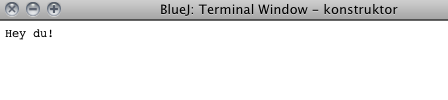 BlueJ: Terminal Window – konstruktor
Hey du!